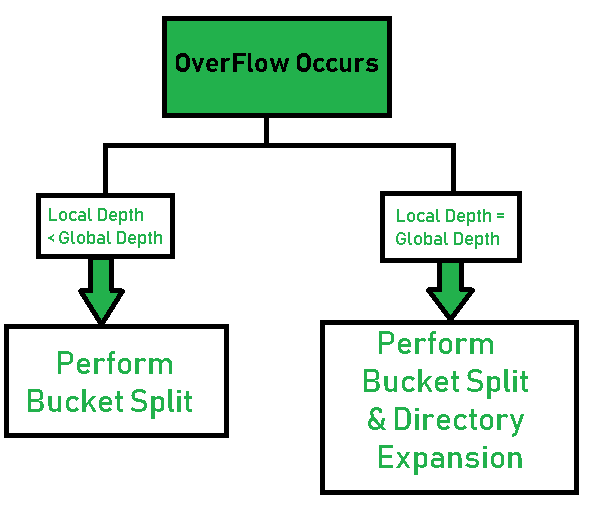 OverFlow Occurs
Local Depth
< Global Depth
Local Depth =
Global Depth
Perform
Bucket Split
Perform
Bucket Split
& Directory
Expansion